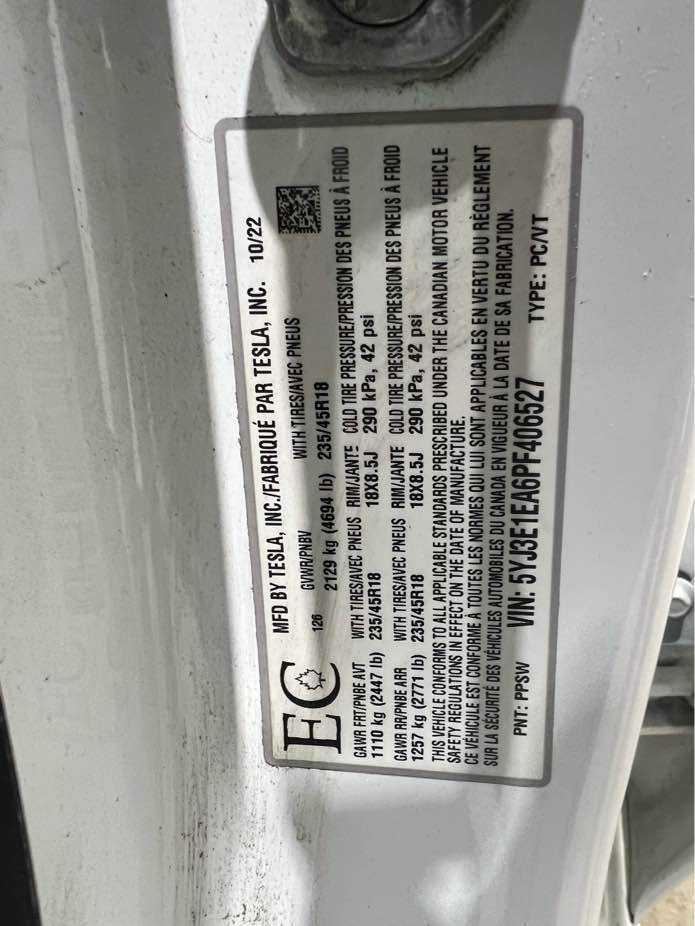 EC
MFD BY TESLA, INC./FABRIQUÉ PAR TESLA, INC. 10/22
126 GVWR/PNBV WITH TIRES/AVEC PNEUS
2129 kg (4694 lb) 235/45R18
GAWR FRT/PNBE AVT WITH TIRES/AVEC PNEUS RIM/JANTE COLD TIRE PRESSURE/PRESSION DES PNEUS À FROID
1110 kg (2447 lb) 235/45R18 18X8.5J 290 kPa, 42 psi
GAWR RR/PNBE ARR WITH TIRES/AVEC PNEUS RIM/JANTE COLD TIRE PRESSURE/PRESSION DES PNEUS À FROID
1257 kg (2771 lb) 235/45R18 18X8.5J 290 kPa, 42 psi
THIS VEHICLE CONFORMS TO ALL APPLICABLE STANDARDS PRESCRIBED UNDER THE CANADIAN MOTOR VEHICLE
SAFETY REGULATIONS IN EFFECT ON THE DATE OF MANUFACTURE.
CE VÉHICULE EST CONFORME À TOUTES LES NORMES QUI LUI SONT APPLICABLES EN VERTU DU RÈGLEMENT
SUR LA SÉCURITÉ DES VÉHICULES AUTOMOBILES DU CANADA EN VIGUEUR À LA DATE DE SA FABRICATION.
PNT: PPSW VIN: 5YJ3E1EA6PF406527 TYPE: PC/VT